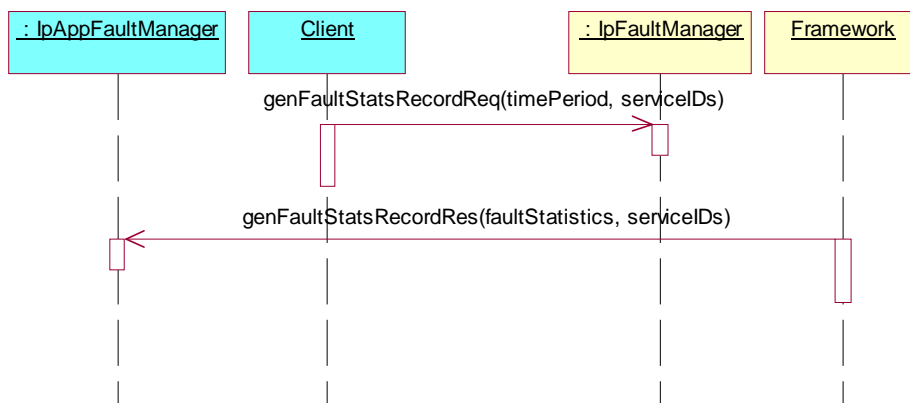 : IpAppFaultManager
Client
: IpFaultManager
Framework
genFaultStatsRecordReq(timePeriod, serviceIDs)
genFaultStatsRecordRes(faultStatistics, serviceIDs)